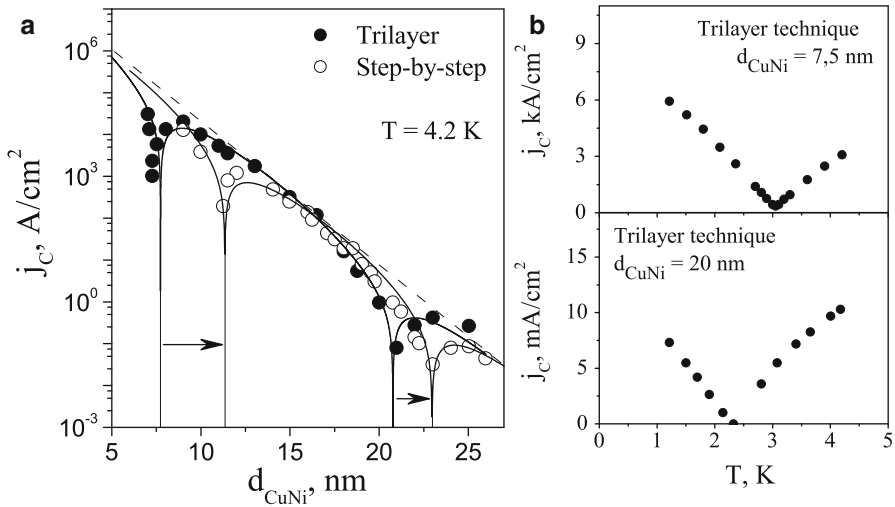 a
Trilayer
Step-by-step
T = 4.2 K
j_C, A/cm^2
10^6
10^3
10^0
10^-3
5 10 15 20 25
d_CuNi, nm
b
Trilayer technique
d_CuNi = 7,5 nm
j_C, kA/cm^2
9
6
3
0
Trilayer technique
d_CuNi = 20 nm
j_C, mA/cm^2
15
10
5
0
0 1 2 3 4 5
T, K